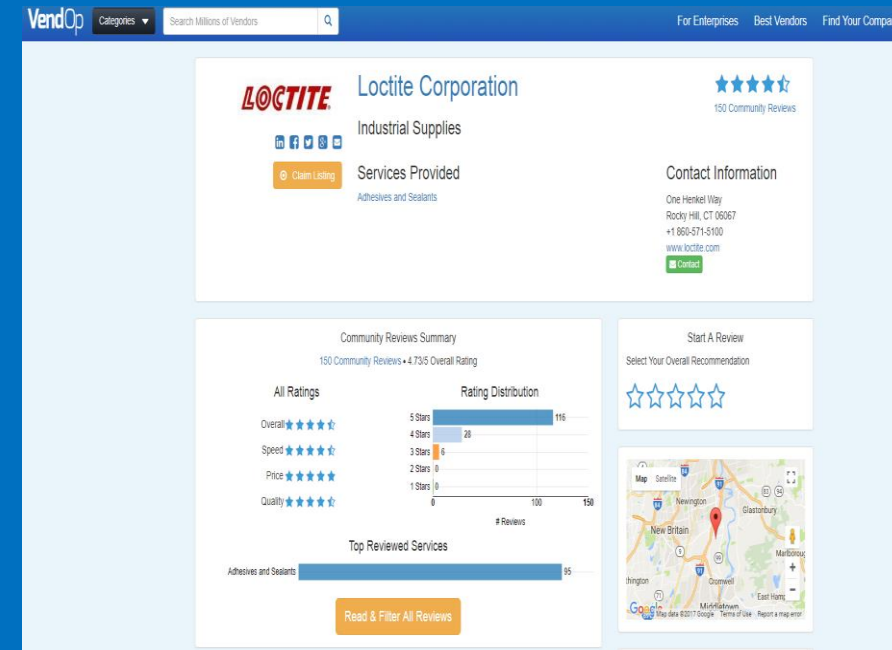 VendOp
Categories
Search Millions of Vendors
For Enterprises
Best Vendors
Find Your Compa
LOCTITE
Loctite Corporation
150 Community Reviews
Industrial Supplies
Claim Listing
Services Provided
Adhesives and Sealants
Contact Information
One Henkel Way
Rocky Hill, CT 06067
+1 860-571-5100
www.loctite.com
Contact
Community Reviews Summary
150 Community Reviews • 4.73/5 Overall Rating
All Ratings
Overall
Speed
Price
Quality
Rating Distribution
5 Stars 116
4 Stars 28
3 Stars 6
2 Stars 0
1 Stars 0
0 100 150
# Reviews
Top Reviewed Services
Adhesives and Sealants 95
Read & Filter All Reviews
Start A Review
Select Your Overall Recommendation
Map Satellite
Newington
Glastonbury
New Britain
Marlboroug
Cromwell
thington
East Hamp
Middletown
Google
Map data ©2017 Google Terms of Use Report a map error